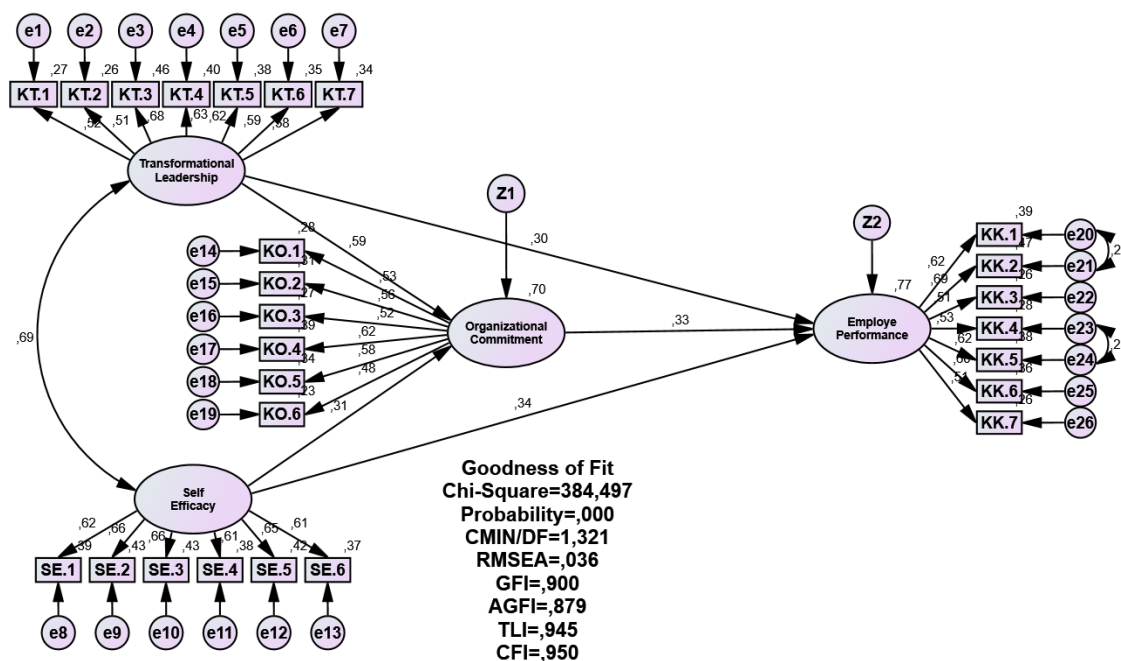 e1 e2 e3 e4 e5 e6 e7
,27 ,26 ,46 ,40 ,38 ,35 ,34
KT.1 KT.2 KT.3 KT.4 KT.5 KT.6 KT.7
,52 ,51 ,68 ,63 ,62 ,59 ,58
Transformational
Leadership
Z1
Z2
,69
,59
,30
,70
,33
,77
,31
,34
Organizational
Commitment
Employe
Performance
,28
e14 KO.1 ,53
,31
e15 KO.2 ,56
,27
e16 KO.3 ,52
,39
e17 KO.4 ,62
,34
e18 KO.5 ,58
,23
e19 KO.6 ,48
,39
,62 KK.1 e20
,2
,47
,69 KK.2 e21
,26
,51 KK.3 e22
,28
,53 KK.4 e23
,2
,38
,62 KK.5 e24
,36
,60 KK.6 e25
,26
,51 KK.7 e26
Self
Efficacy
,62 ,66 ,66 ,61 ,65 ,61
,39 ,43 ,43 ,38 ,42 ,37
SE.1 SE.2 SE.3 SE.4 SE.5 SE.6
e8 e9 e10 e11 e12 e13
Goodness of Fit
Chi-Square=384,497
Probability=,000
CMIN/DF=1,321
RMSEA=,036
GFI=,900
AGFI=,879
TLI=,945
CFI=,950